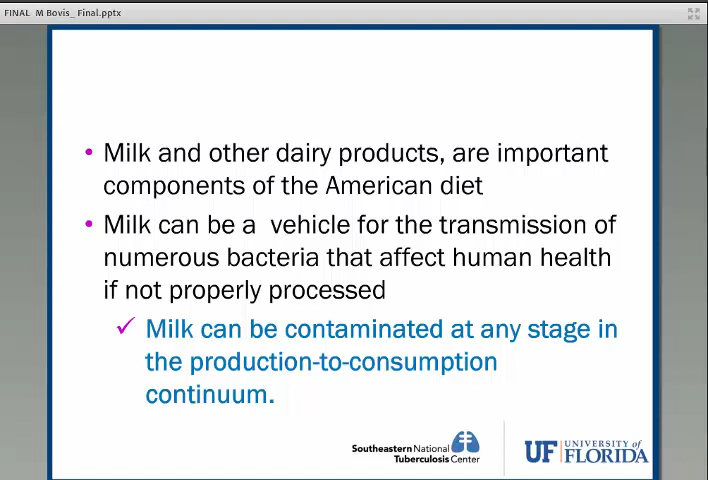 FINAL M Bovis_ Final.pptx
• Milk and other dairy products, are important
components of the American diet
• Milk can be a vehicle for the transmission of
numerous bacteria that affect human health
if not properly processed
✓ Milk can be contaminated at any stage in
the production-to-consumption
continuum.
Southeastern National
Tuberculosis Center
UF UNIVERSITY of
FLORIDA